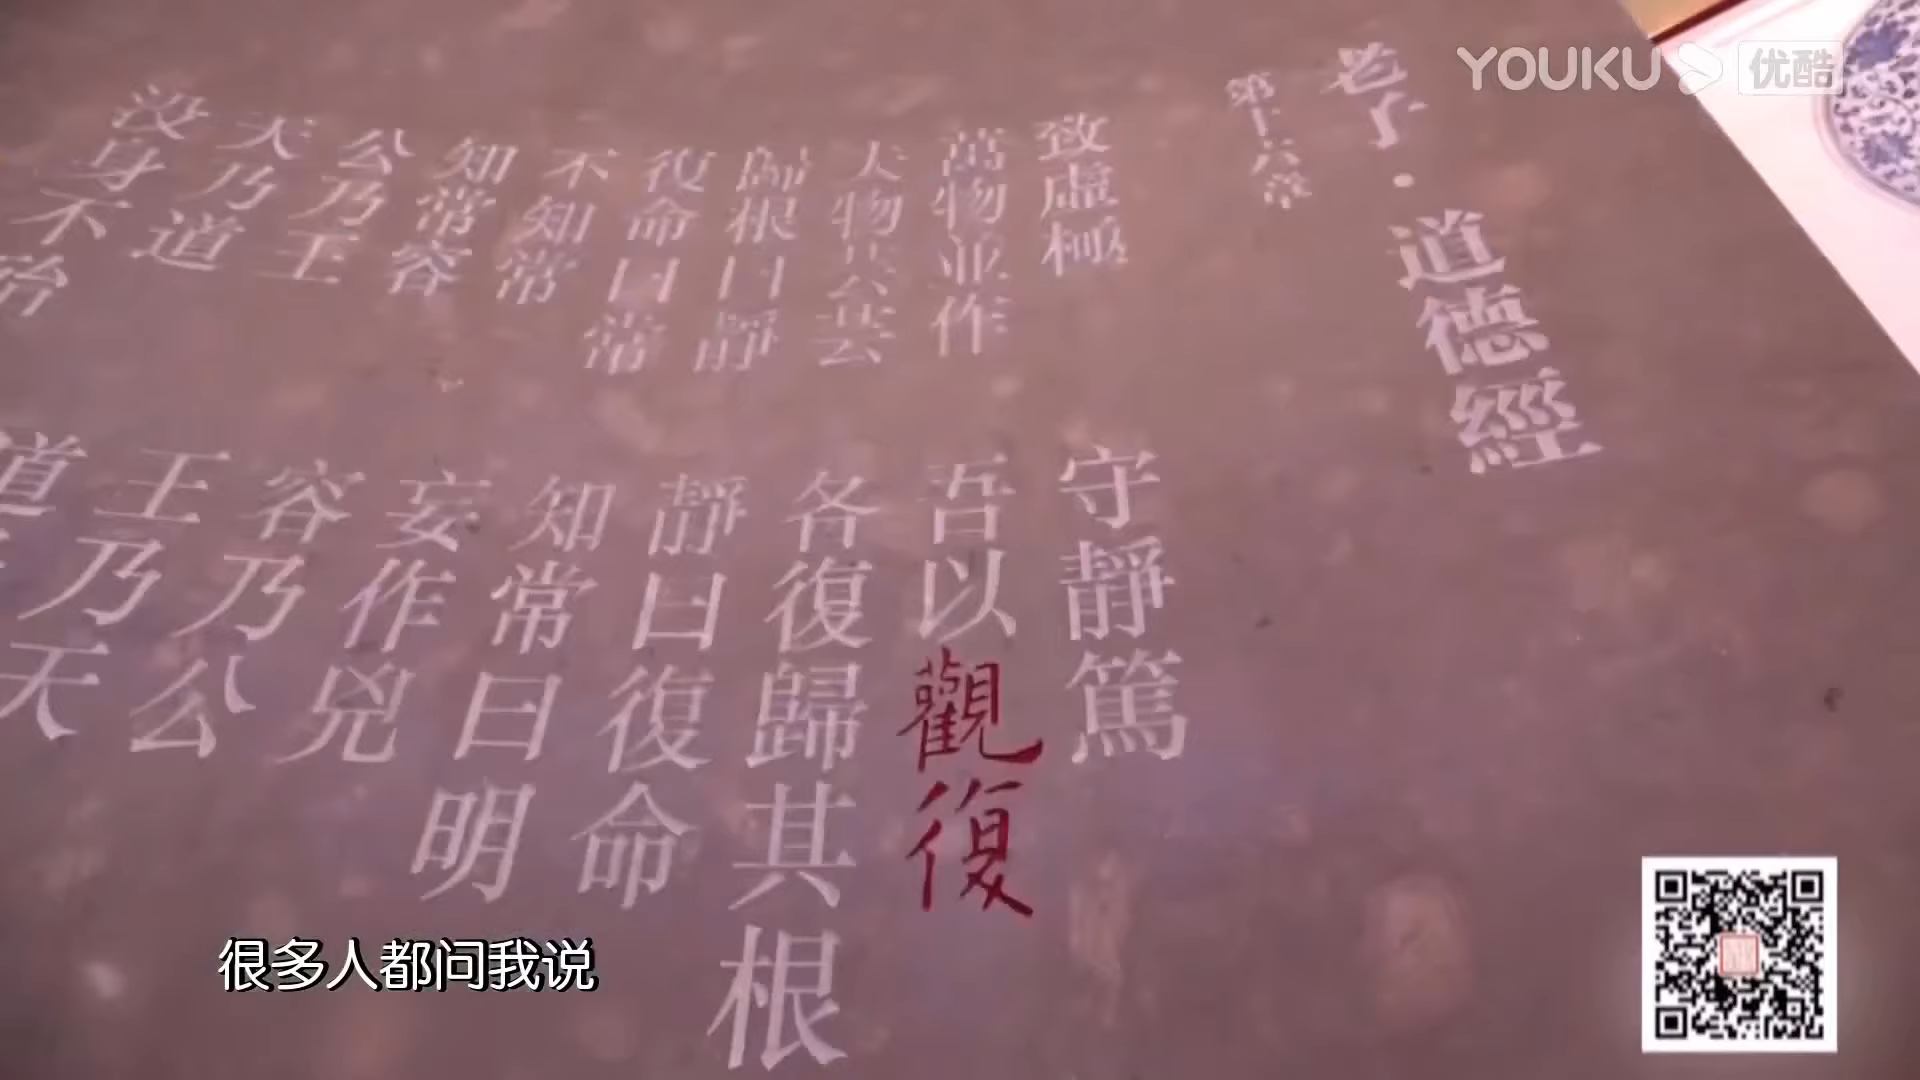 YOUKU 优酷
老子·道德經
第十六章
致虛極
守靜篤
萬物並作
吾以觀復
夫物芸芸
各復歸其根
歸根曰靜
靜曰復命
復命曰常
知常曰明
不知常
妄作兇
知常容
容乃公
公乃王
王乃天
天乃道
道乃
沒身不殆
很多人都问我说